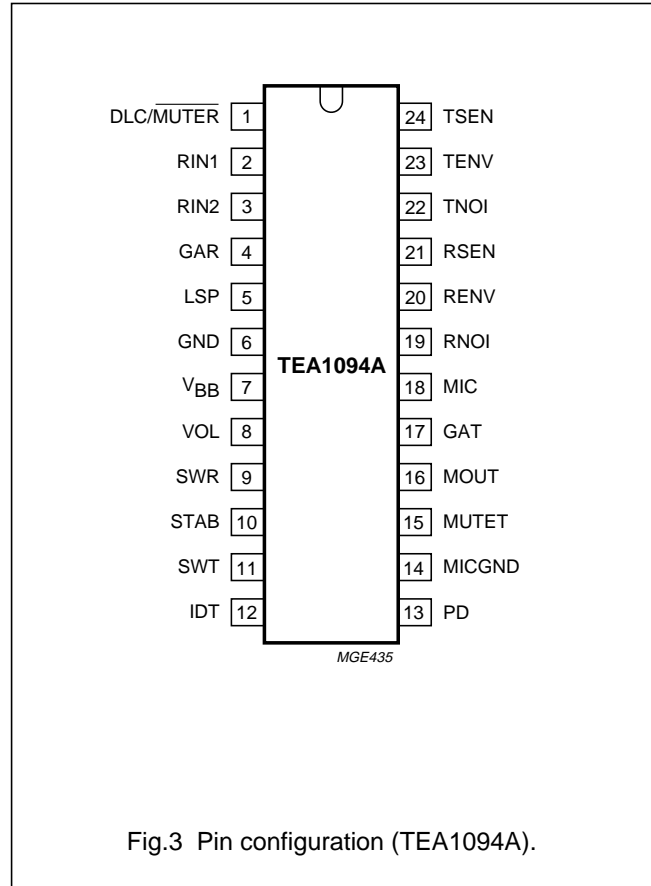 DLC/MUTER 1
RIN1 2
RIN2 3
GAR 4
LSP 5
GND 6
VBB 7
VOL 8
SWR 9
STAB 10
SWT 11
IDT 12
TEA1094A
24 TSEN
23 TENV
22 TNOI
21 RSEN
20 RENV
19 RNOI
18 MIC
17 GAT
16 MOUT
15 MUTET
14 MICGND
13 PD
MGE435
Fig.3 Pin configuration (TEA1094A).